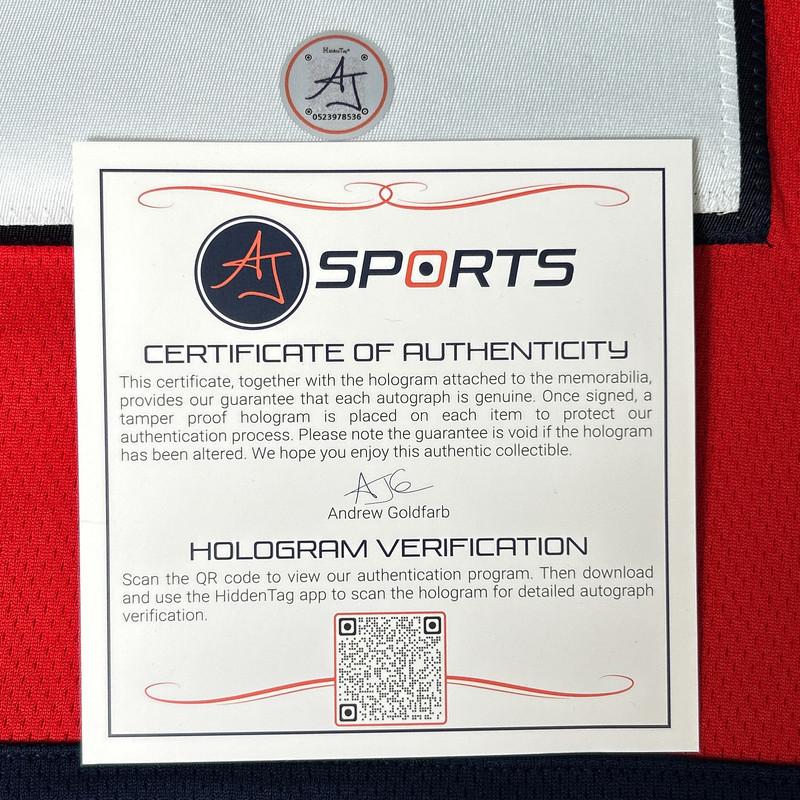 HiddenTag®
AJ
0523978536
AJ SPORTS
CERTIFICATE OF AUTHENTICITY
This certificate, together with the hologram attached to the memorabilia,
provides our guarantee that each autograph is genuine. Once signed, a
tamper proof hologram is placed on each item to protect our
authentication process. Please note the guarantee is void if the hologram
has been altered. We hope you enjoy this authentic collectible.
AJG
Andrew Goldfarb
HOLOGRAM VERIFICATION
Scan the QR code to view our authentication program. Then download
and use the HiddenTag app to scan the hologram for detailed autograph
verification.